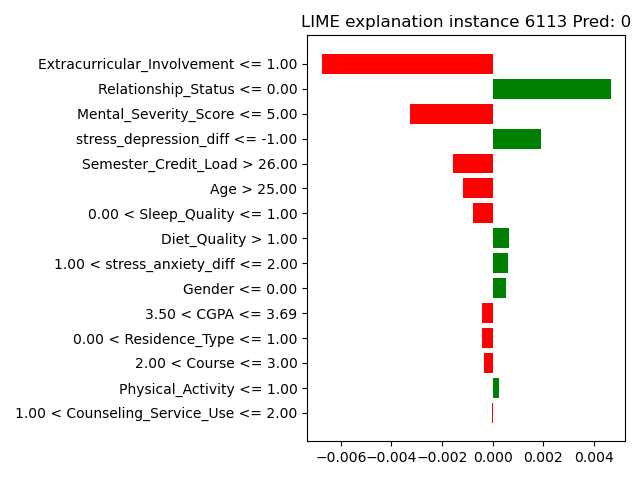 LIME explanation instance 6113 Pred: 0
Extracurricular_Involvement <= 1.00
Relationship_Status <= 0.00
Mental_Severity_Score <= 5.00
stress_depression_diff <= -1.00
Semester_Credit_Load > 26.00
Age > 25.00
0.00 < Sleep_Quality <= 1.00
Diet_Quality > 1.00
1.00 < stress_anxiety_diff <= 2.00
Gender <= 0.00
3.50 < CGPA <= 3.69
0.00 < Residence_Type <= 1.00
2.00 < Course <= 3.00
Physical_Activity <= 1.00
1.00 < Counseling_Service_Use <= 2.00
−0.006 −0.004 −0.002 0.000 0.002 0.004